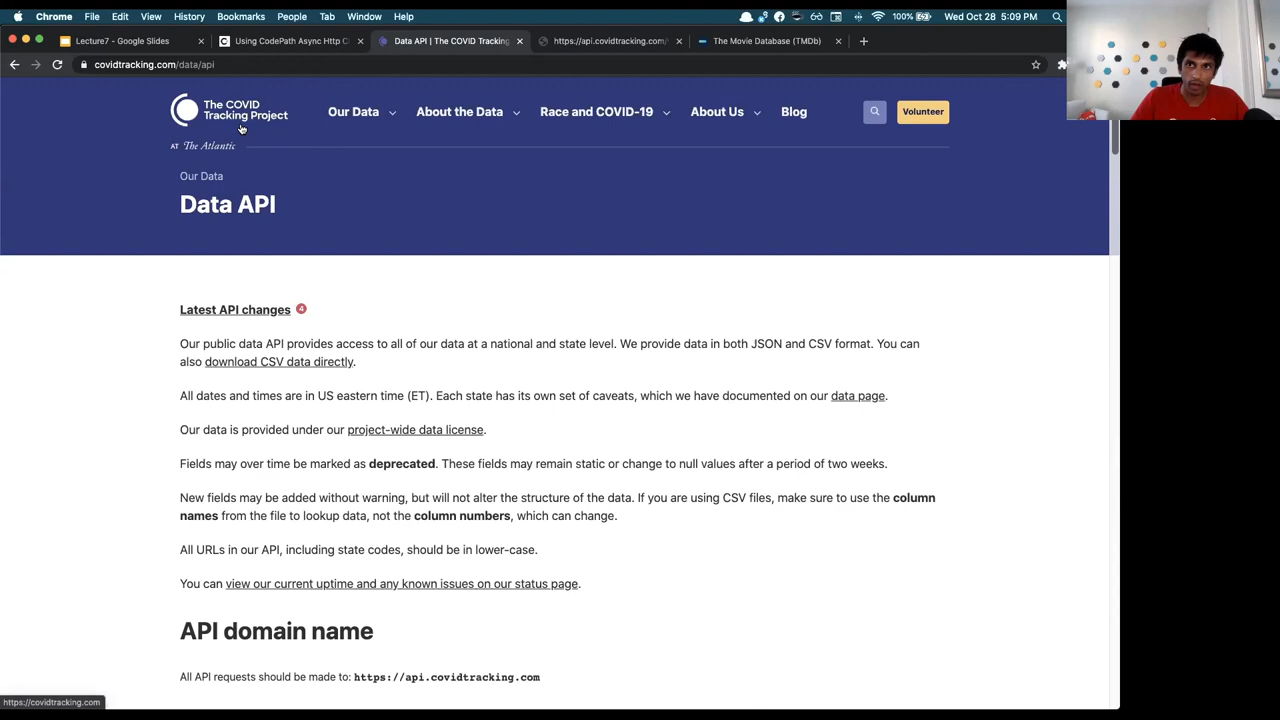 Chrome File Edit View History Bookmarks People Tab Window Help 100% Wed Oct 28 5:09 PM
Lecture7 - Google Slides Using CodePath Async Http C Data API | The COVID Tracking https://api.covidtracking.com/ The Movie Database (TMDb)
covidtracking.com/data/api
The COVID
Tracking Project
Our Data About the Data Race and COVID-19 About Us Blog Volunteer
AT The Atlantic
Our Data
Data API
Latest API changes 4
Our public data API provides access to all of our data at a national and state level. We provide data in both JSON and CSV format. You can
also download CSV data directly.
All dates and times are in US eastern time (ET). Each state has its own set of caveats, which we have documented on our data page.
Our data is provided under our project-wide data license.
Fields may over time be marked as deprecated. These fields may remain static or change to null values after a period of two weeks.
New fields may be added without warning, but will not alter the structure of the data. If you are using CSV files, make sure to use the column
names from the file to lookup data, not the column numbers, which can change.
All URLs in our API, including state codes, should be in lower-case.
You can view our current uptime and any known issues on our status page.
API domain name
All API requests should be made to: https://api.covidtracking.com
https://covidtracking.com